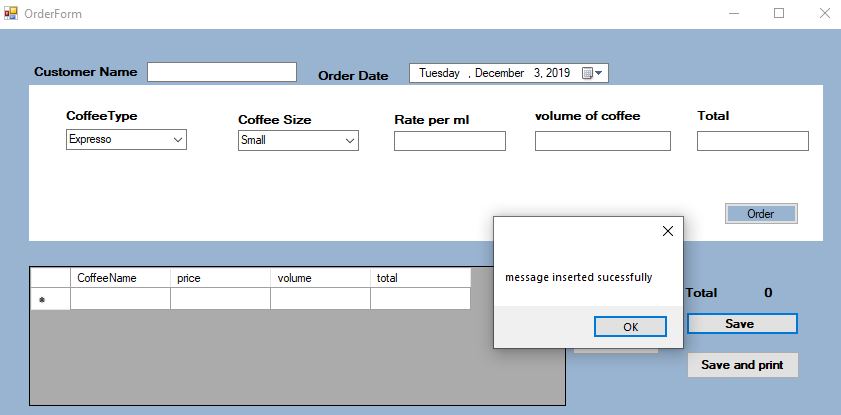 OrderForm
Customer Name
Order Date
Tuesday , December 3, 2019
CoffeeType
Coffee Size
Rate per ml
volume of coffee
Total
Expresso
Small
Order
message inserted sucessfully
OK
CoffeeName price volume total
Total 0
Save
Save and print